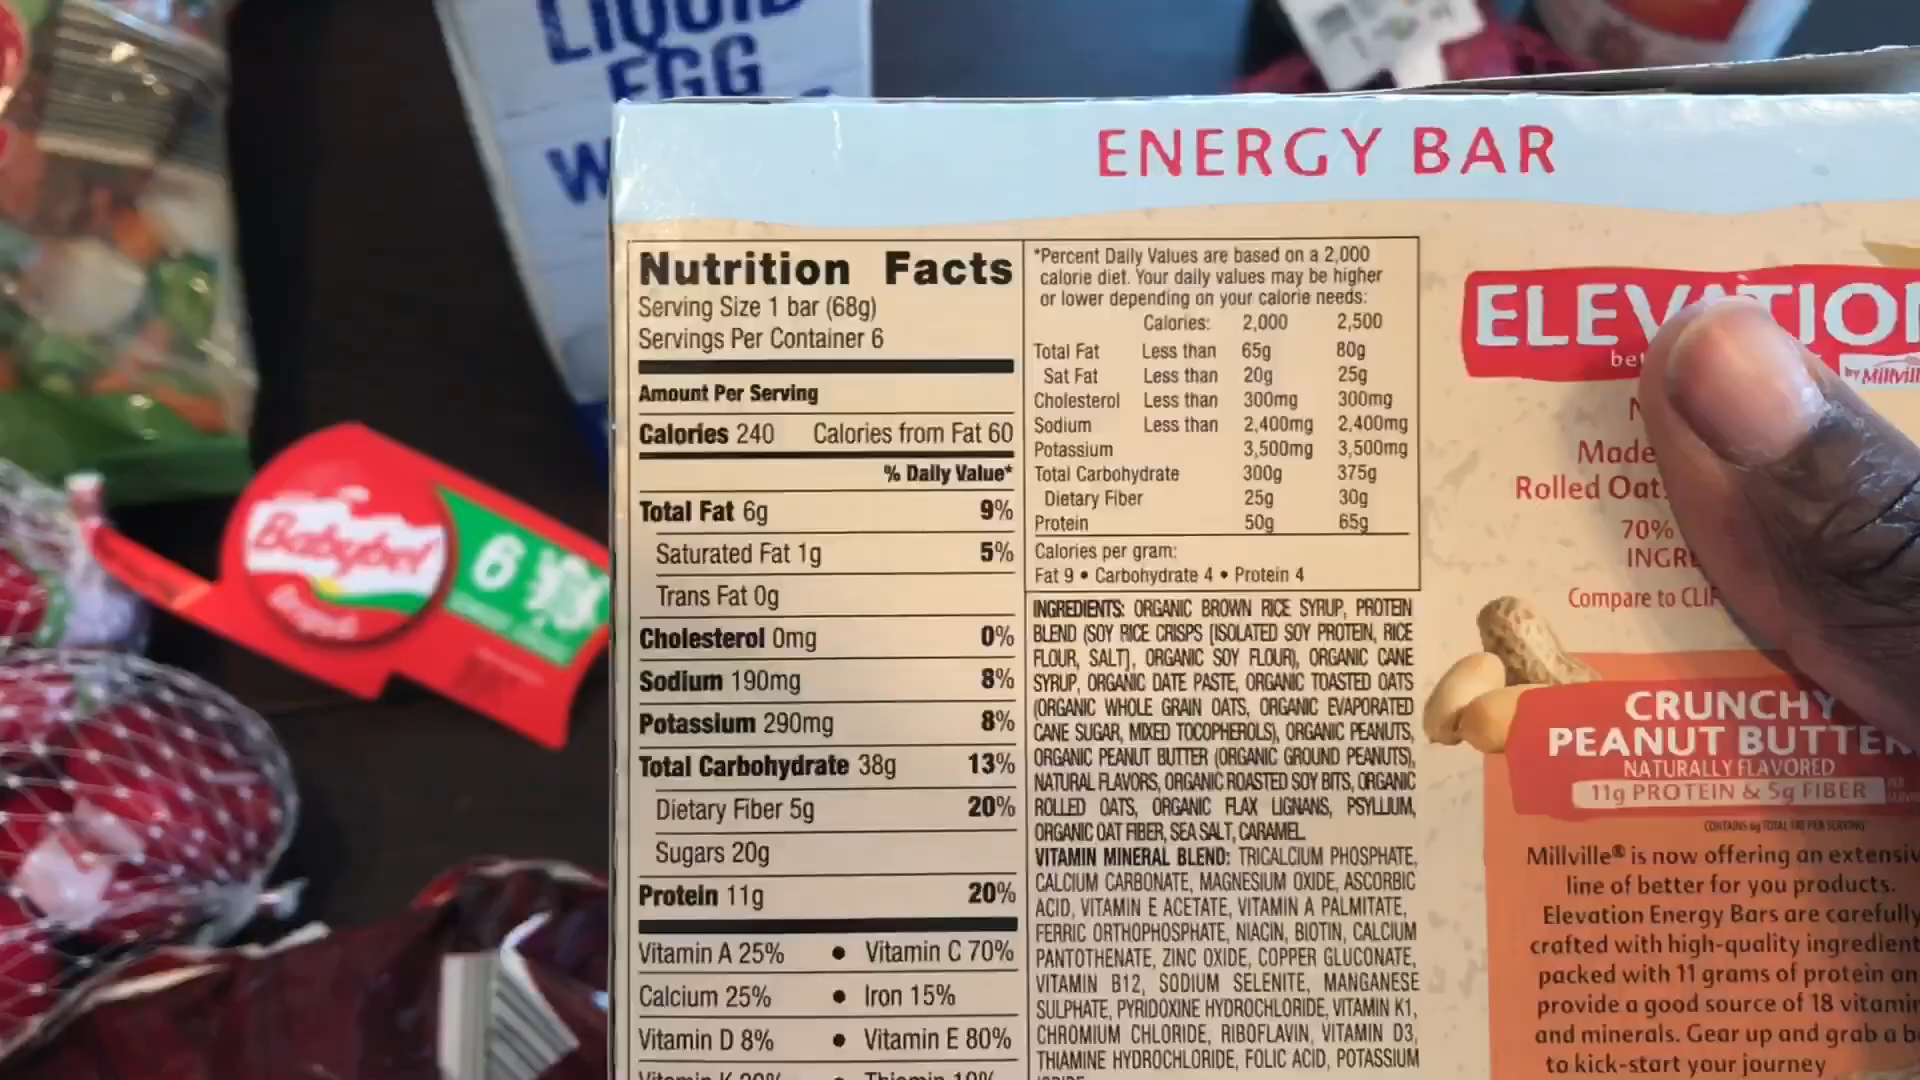 LIQUID
EGG
ENERGY BAR
Nutrition Facts
Serving Size 1 bar (68g)
Servings Per Container 6
Amount Per Serving
Calories 240 Calories from Fat 60
% Daily Value*
Total Fat 6g 9%
Saturated Fat 1g 5%
Trans Fat 0g
Cholesterol 0mg 0%
Sodium 190mg 8%
Potassium 290mg 8%
Total Carbohydrate 38g 13%
Dietary Fiber 5g 20%
Sugars 20g
Protein 11g 20%
Vitamin A 25% • Vitamin C 70%
Calcium 25% • Iron 15%
Vitamin D 8% • Vitamin E 80%
*Percent Daily Values are based on a 2,000
calorie diet. Your daily values may be higher
or lower depending on your calorie needs:
Calories: 2,000 2,500
Total Fat Less than 65g 80g
Sat Fat Less than 20g 25g
Cholesterol Less than 300mg 300mg
Sodium Less than 2,400mg 2,400mg
Potassium 3,500mg 3,500mg
Total Carbohydrate 300g 375g
Dietary Fiber 25g 30g
Protein 50g 65g
Calories per gram:
Fat 9 • Carbohydrate 4 • Protein 4
INGREDIENTS: ORGANIC BROWN RICE SYRUP, PROTEIN
BLEND (SOY RICE CRISPS [ISOLATED SOY PROTEIN, RICE
FLOUR, SALT], ORGANIC SOY FLOUR), ORGANIC CANE
SYRUP, ORGANIC DATE PASTE, ORGANIC TOASTED OATS
(ORGANIC WHOLE GRAIN OATS, ORGANIC EVAPORATED
CANE SUGAR, MIXED TOCOPHEROLS), ORGANIC PEANUTS,
ORGANIC PEANUT BUTTER (ORGANIC GROUND PEANUTS),
NATURAL FLAVORS, ORGANIC ROASTED SOY BITS, ORGANIC
ROLLED OATS, ORGANIC FLAX LIGNANS, PSYLLIUM,
ORGANIC OAT FIBER, SEA SALT, CARAMEL.
VITAMIN MINERAL BLEND: TRICALCIUM PHOSPHATE,
CALCIUM CARBONATE, MAGNESIUM OXIDE, ASCORBIC
ACID, VITAMIN E ACETATE, VITAMIN A PALMITATE,
FERRIC ORTHOPHOSPHATE, NIACIN, BIOTIN, CALCIUM
PANTOTHENATE, ZINC OXIDE, COPPER GLUCONATE,
VITAMIN B12, SODIUM SELENITE, MANGANESE
SULPHATE, PYRIDOXINE HYDROCHLORIDE, VITAMIN K1,
CHROMIUM CHLORIDE, RIBOFLAVIN, VITAMIN D3,
THIAMINE HYDROCHLORIDE, FOLIC ACID, POTASSIUM
by Millvill
Made
Rolled Oat
70%
INGR
Compare to CLIF
CRUNCHY
PEANUT BUTTER
NATURALLY FLAVORED
11g PROTEIN & 5g FIBER
CONTAINS 6g TOTAL FAT PER SERVING
Millville® is now offering an extensiv
line of better for you products.
Elevation Energy Bars are carefully
crafted with high-quality ingredient
packed with 11 grams of protein an
provide a good source of 18 vitamin
and minerals. Gear up and grab a b
to kick-start your journey
Babybel
Original
6